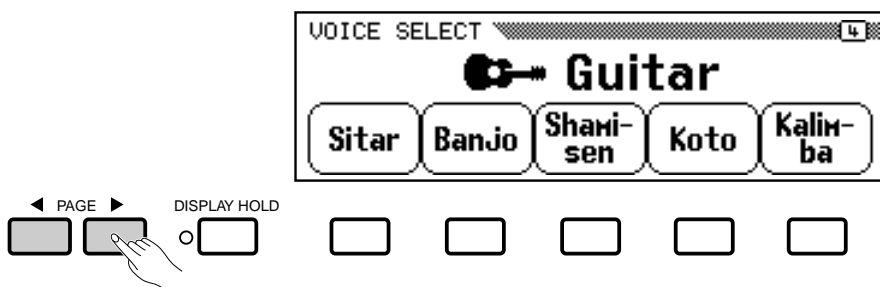 VOICE SELECT 4
Guitar
Sitar Banjo Shami-sen Koto Kalim-ba
◀ PAGE ▶ DISPLAY HOLD